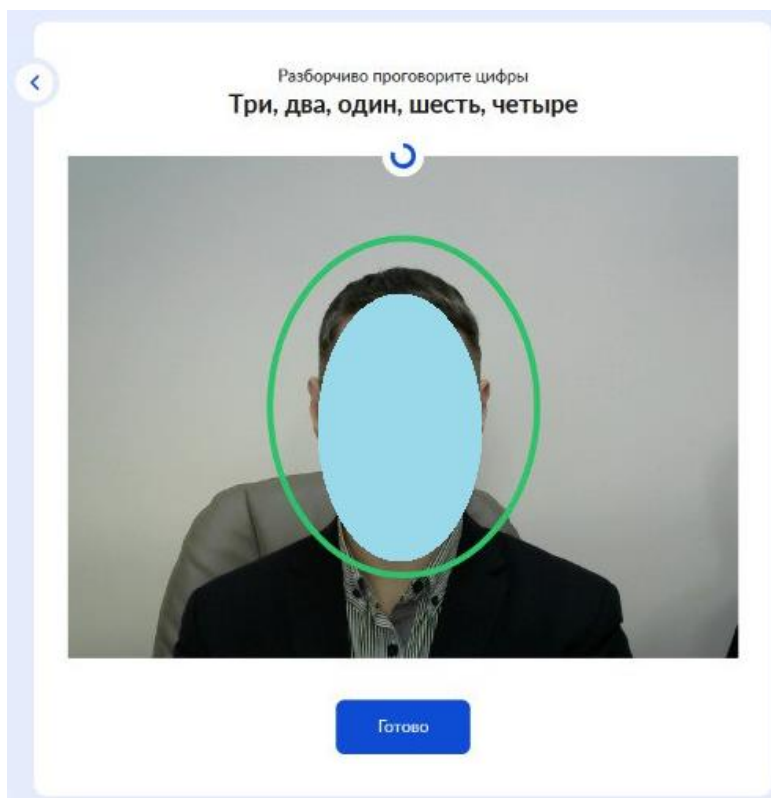 Разборчиво проговорите цифры
Три, два, один, шесть, четыре
Готово